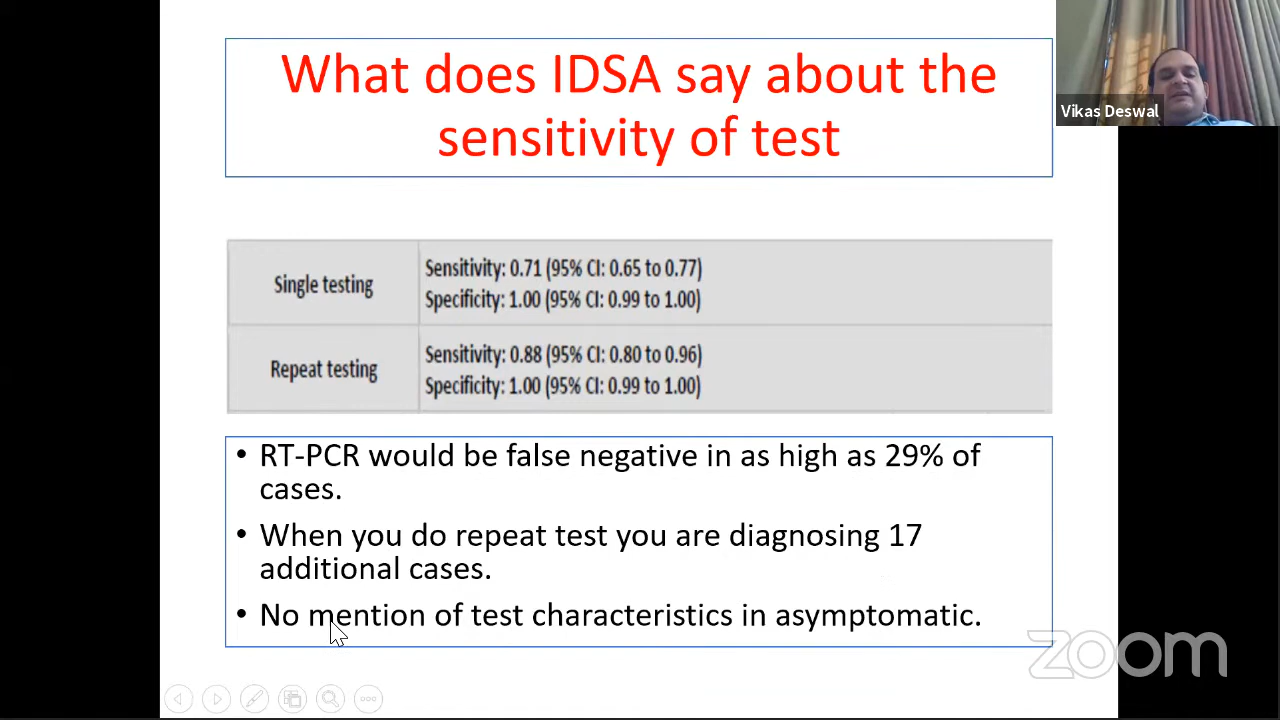 What does IDSA say about the
sensitivity of test
Vikas Deswal
Single testing
Sensitivity: 0.71 (95% CI: 0.65 to 0.77)
Specificity: 1.00 (95% CI: 0.99 to 1.00)
Repeat testing
Sensitivity: 0.88 (95% CI: 0.80 to 0.96)
Specificity: 1.00 (95% CI: 0.99 to 1.00)
• RT-PCR would be false negative in as high as 29% of
cases.
• When you do repeat test you are diagnosing 17
additional cases.
• No mention of test characteristics in asymptomatic.
zoom